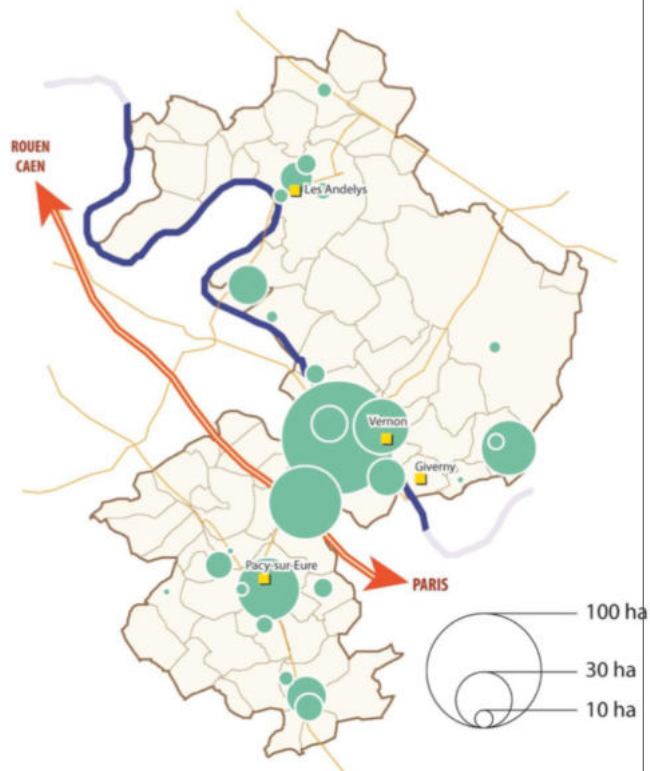 ROUEN
CAEN
Les Andelys
Vernon
Giverny
Pacy-sur-Eure
PARIS
100 ha
30 ha
10 ha